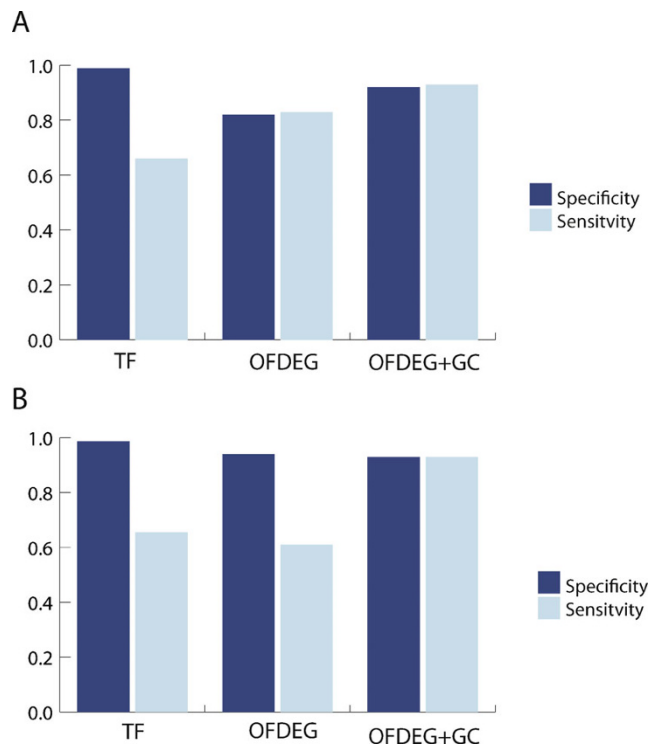 A
1.0
0.8
0.6
0.4
0.2
0.0
TF
OFDEG
OFDEG+GC
Specificity
Sensitvity
B
1.0
0.8
0.6
0.4
0.2
0.0
TF
OFDEG
OFDEG+GC
Specificity
Sensitvity